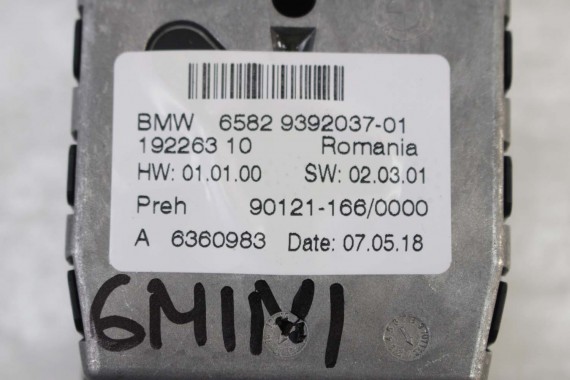 BMW 6582 9392037-01
192263 10 Romania
HW: 01.01.00 SW: 02.03.01
Preh 90121-166/0000
A 6360983 Date: 07.05.18
6MINI